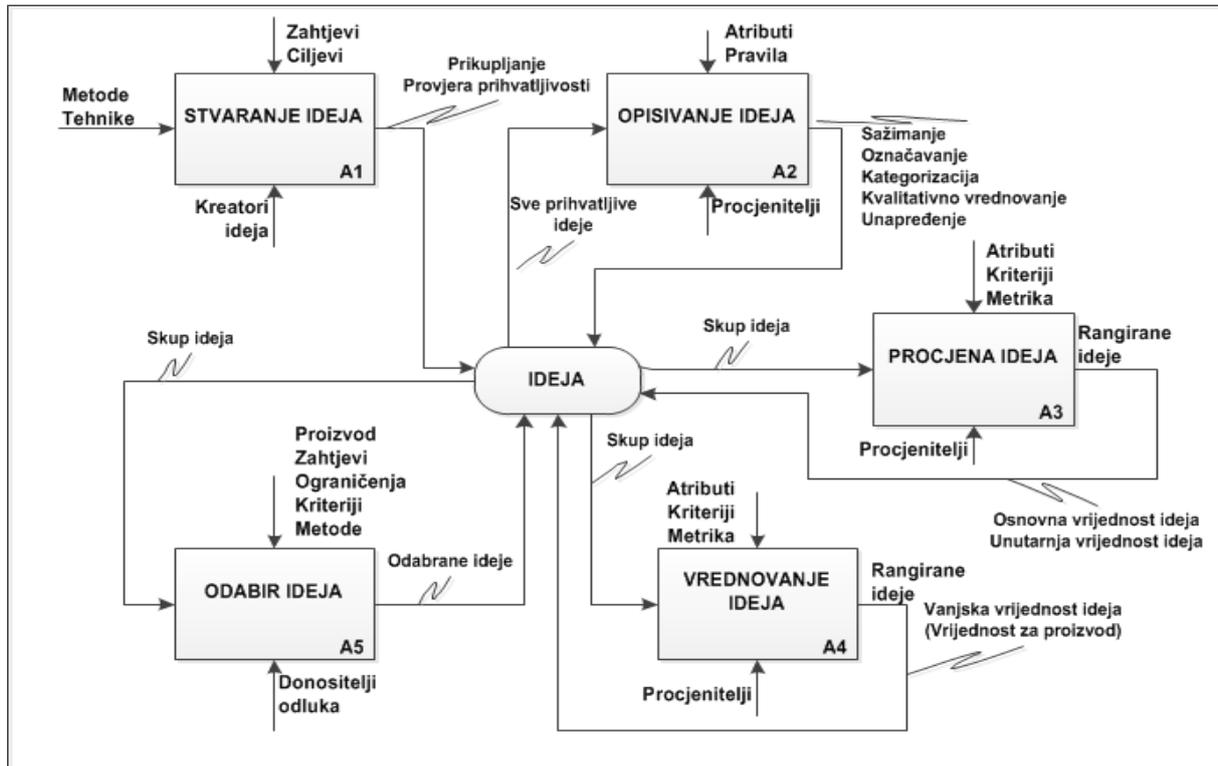 Zahtjevi
Ciljevi
Metode
Tehnike
STVARANJE IDEJA
A1
Kreatori
ideja
Prikupljanje
Provjera prihvatljivosti
Atributi
Pravila
OPISIVANJE IDEJA
A2
Procjenitelji
Sažimanje
Označavanje
Kategorizacija
Kvalitativno vrednovanje
Unapređenje
Sve prihvatljive
ideje
Atributi
Kriteriji
Metrika
Skup ideja
PROCJENA IDEJA
A3
Rangirane
ideje
Procjenitelji
Osnovna vrijednost ideja
Unutarnja vrijednost ideja
IDEJA
Skup ideja
Skup ideja
Proizvod
Zahtjevi
Ograničenja
Kriteriji
Metode
ODABIR IDEJA
A5
Donositelji
odluka
Odabrane ideje
Atributi
Kriteriji
Metrika
VREDNOVANJE
IDEJA
A4
Procjenitelji
Rangirane
ideje
Vanjska vrijednost ideja
(Vrijednost za proizvod)